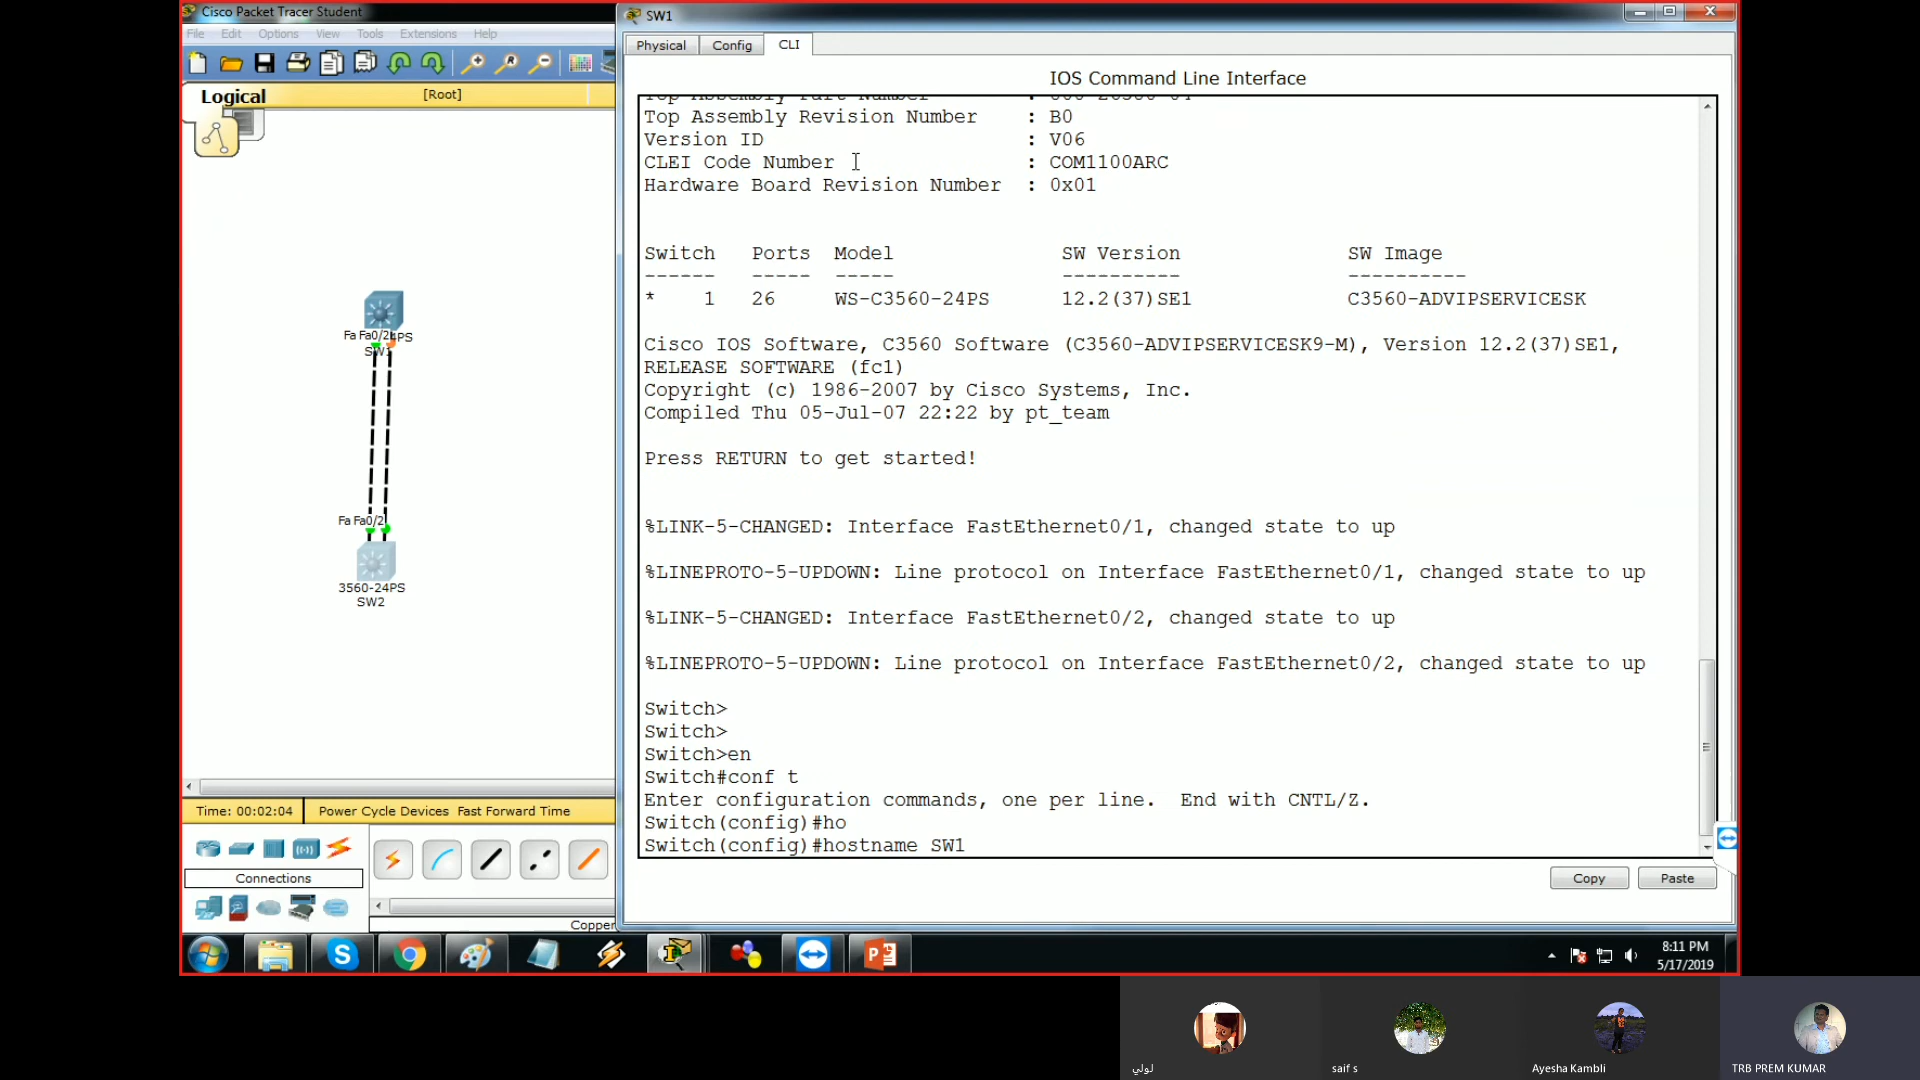 Cisco Packet Tracer Student
File Edit Options View Tools Extensions Help
Logical
[Root]
SW1
Fa0/2
SW2
3560-24PS
Time: 00:02:04
Power Cycle Devices Fast Forward Time
Connections
Copper
SW1
Physical Config CLI
IOS Command Line Interface
Top Assembly Revision Number : B0
Version ID : V06
CLEI Code Number : COM1100ARC
Hardware Board Revision Number : 0x01
Switch Ports Model SW Version SW Image
------ ----- ----- ---------- ----------
* 1 26 WS-C3560-24PS 12.2(37)SE1 C3560-ADVIPSERVICESK
Cisco IOS Software, C3560 Software (C3560-ADVIPSERVICESK9-M), Version 12.2(37)SE1,
RELEASE SOFTWARE (fc1)
Copyright (c) 1986-2007 by Cisco Systems, Inc.
Compiled Thu 05-Jul-07 22:22 by pt_team
Press RETURN to get started!
%LINK-5-CHANGED: Interface FastEthernet0/1, changed state to up
%LINEPROTO-5-UPDOWN: Line protocol on Interface FastEthernet0/1, changed state to up
%LINK-5-CHANGED: Interface FastEthernet0/2, changed state to up
%LINEPROTO-5-UPDOWN: Line protocol on Interface FastEthernet0/2, changed state to up
Switch>
Switch>
Switch>en
Switch#conf t
Enter configuration commands, one per line. End with CNTL/Z.
Switch(config)#ho
Switch(config)#hostname SW1
Copy Paste
8:11 PM
5/17/2019
لولي
saif s
Ayesha Kambli
TRB PREM KUMAR